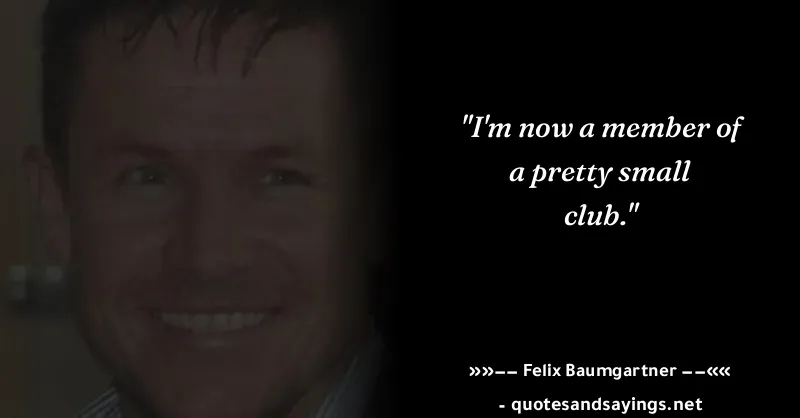 "I'm now a member of
a pretty small
club."
»»−− Felix Baumgartner −−««
- quotesandsayings.net